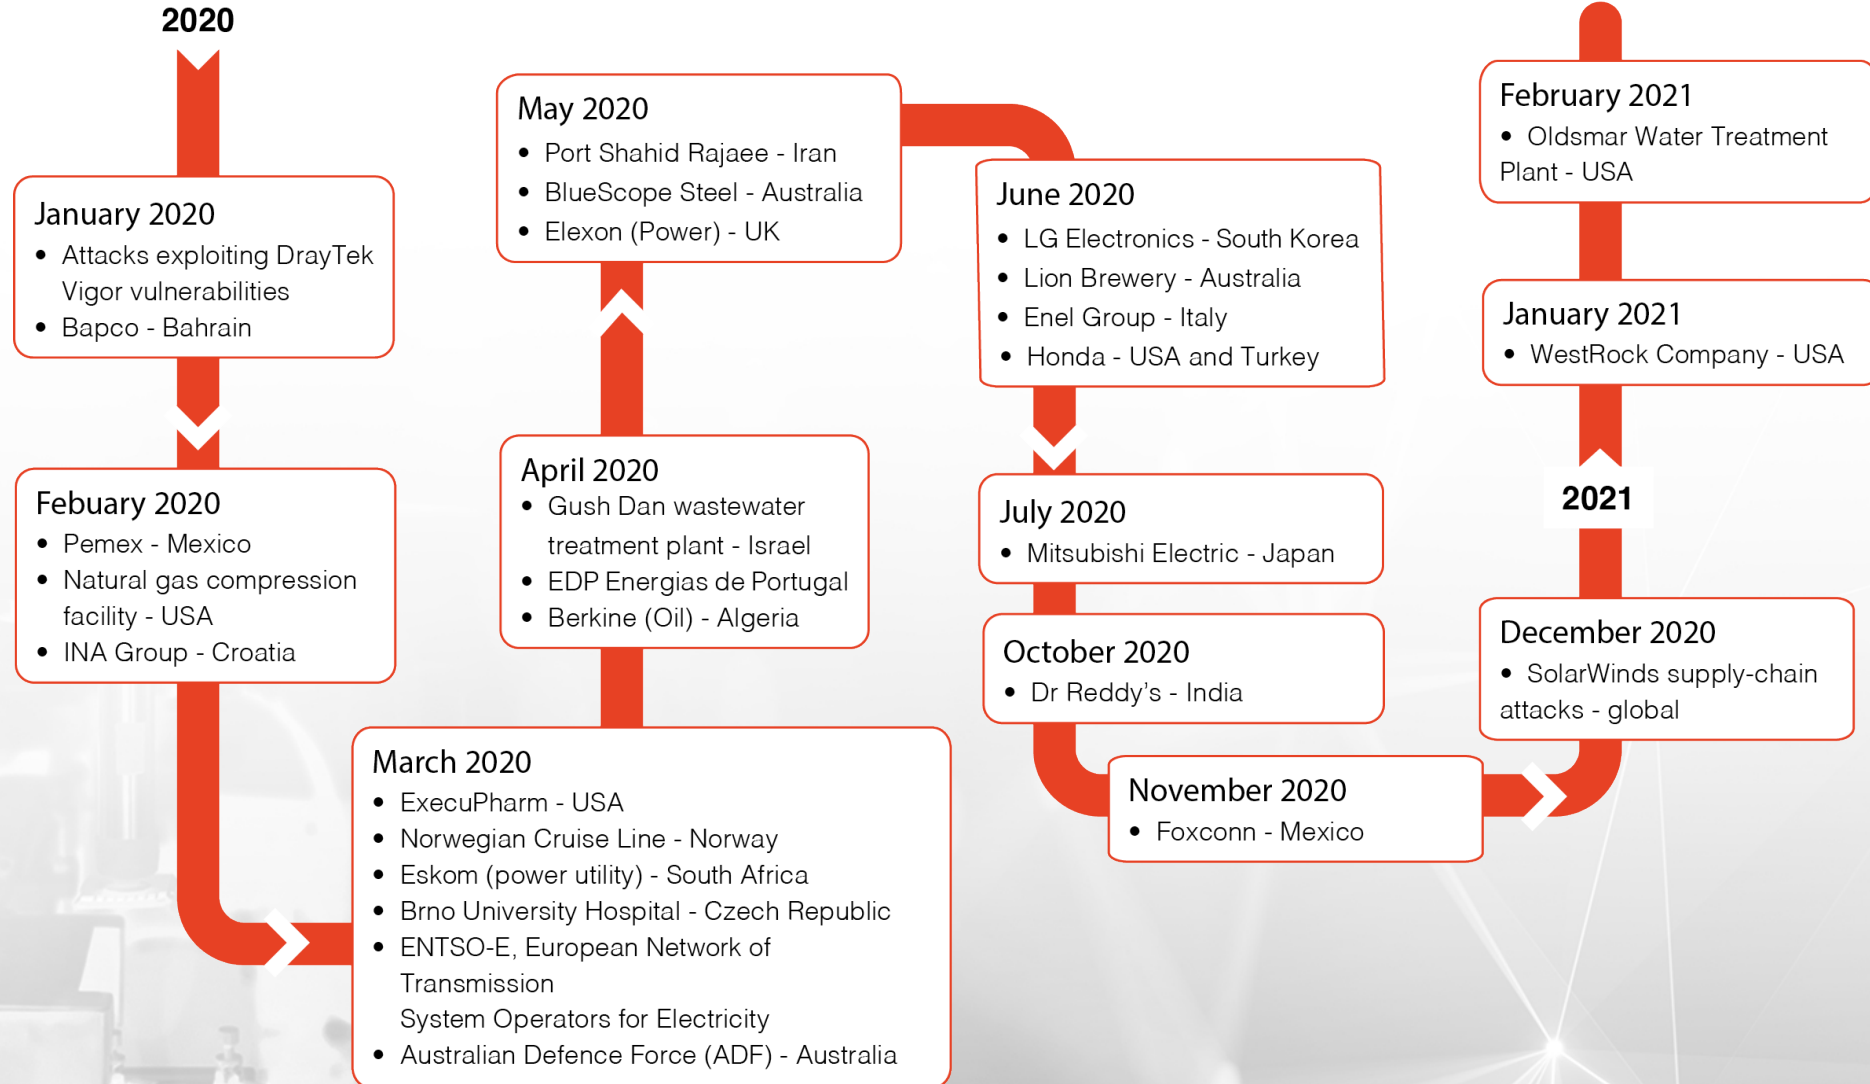 2020
January 2020
• Attacks exploiting DrayTek
Vigor vulnerabilities
• Bapco - Bahrain
Febuary 2020
• Pemex - Mexico
• Natural gas compression
facility - USA
• INA Group - Croatia
March 2020
• ExecuPharm - USA
• Norwegian Cruise Line - Norway
• Eskom (power utility) - South Africa
• Brno University Hospital - Czech Republic
• ENTSO-E, European Network of
Transmission
System Operators for Electricity
• Australian Defence Force (ADF) - Australia
April 2020
• Gush Dan wastewater
treatment plant - Israel
• EDP Energias de Portugal
• Berkine (Oil) - Algeria
May 2020
• Port Shahid Rajaee - Iran
• BlueScope Steel - Australia
• Elexon (Power) - UK
June 2020
• LG Electronics - South Korea
• Lion Brewery - Australia
• Enel Group - Italy
• Honda - USA and Turkey
July 2020
• Mitsubishi Electric - Japan
October 2020
• Dr Reddy's - India
November 2020
• Foxconn - Mexico
December 2020
• SolarWinds supply-chain
attacks - global
2021
January 2021
• WestRock Company - USA
February 2021
• Oldsmar Water Treatment
Plant - USA